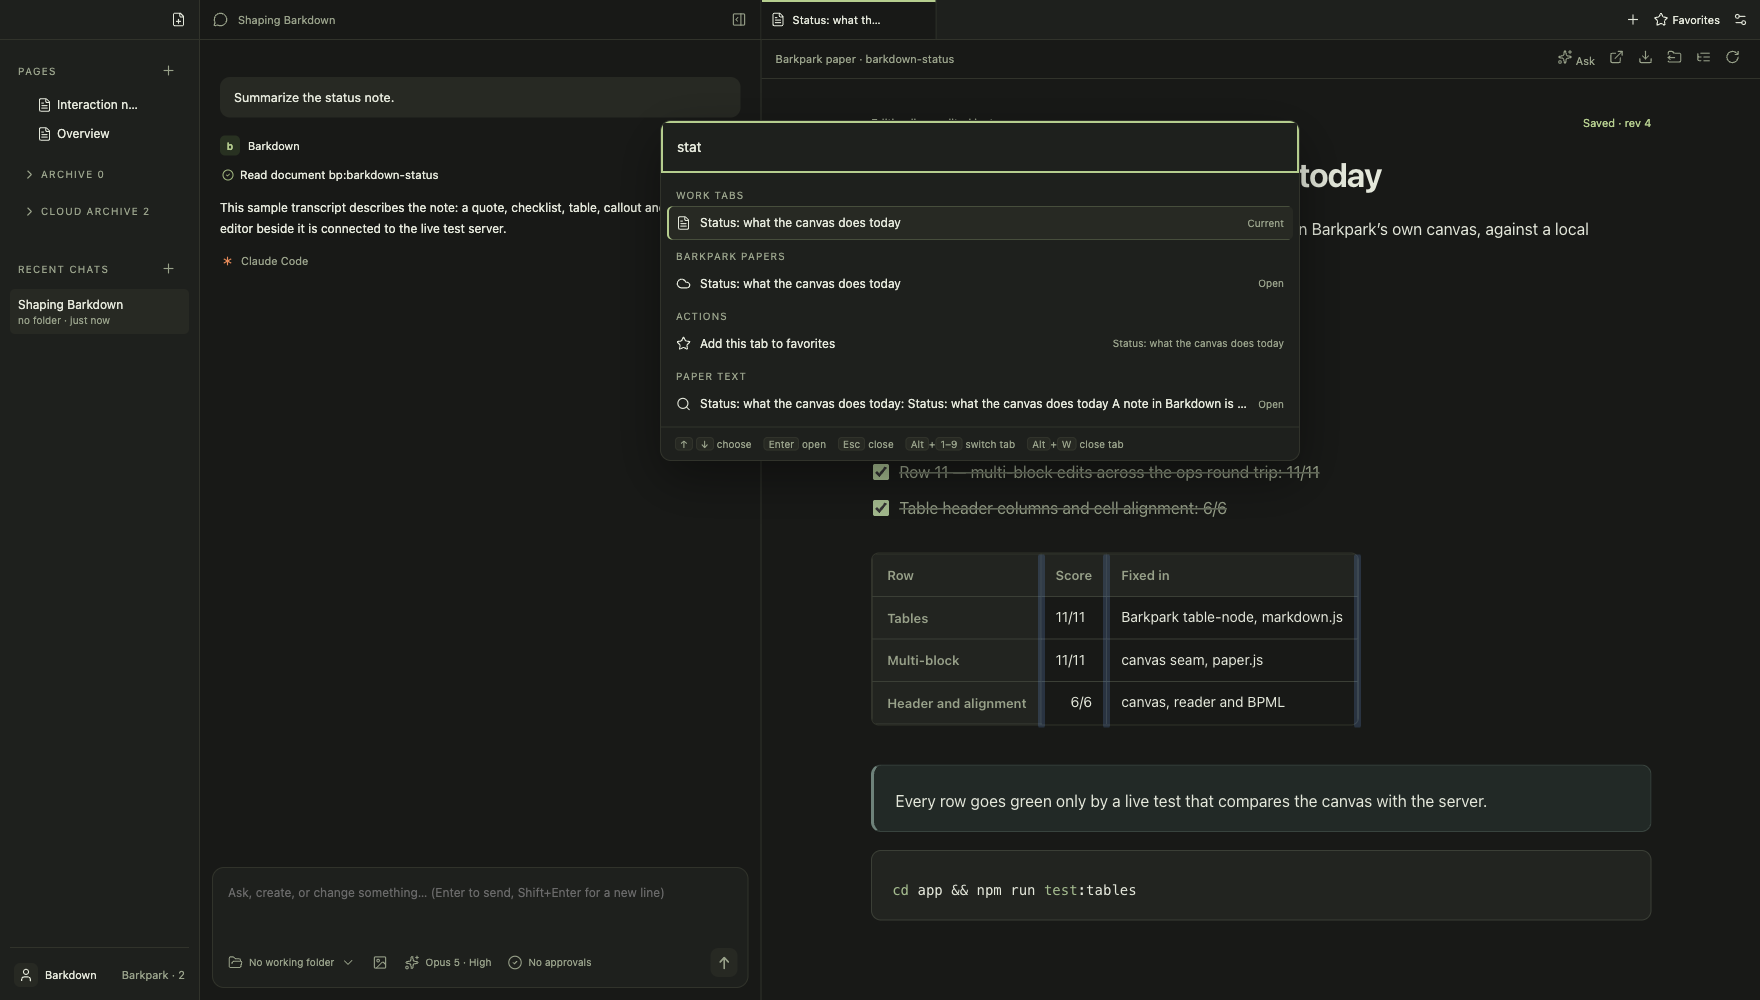 Shaping Barkdown
Status: what th...
Favorites
PAGES
Interaction n...
Overview
ARCHIVE 0
CLOUD ARCHIVE 2
RECENT CHATS
Shaping Barkdown
no folder · just now
Barkdown
Barkpark · 2
Summarize the status note.
b Barkdown
Read document bp:barkdown-status
This sample transcript describes the note: a quote, checklist, table, callout
editor beside it is connected to the live test server.
Claude Code
Ask, create, or change something... (Enter to send, Shift+Enter for a new line)
No working folder
Opus 5 · High
No approvals
Barkpark paper · barkdown-status
Ask
Saved · rev 4
today
n Barkpark’s own canvas, against a local
stat
WORK TABS
Status: what the canvas does today Current
BARKPARK PAPERS
Status: what the canvas does today Open
ACTIONS
Add this tab to favorites Status: what the canvas does today
PAPER TEXT
Status: what the canvas does today: Status: what the canvas does today A note in Barkdown is ... Open
↑ ↓ choose Enter open Esc close Alt + 1–9 switch tab Alt + W close tab
Row 11 — multi-block edits across the ops round trip: 11/11
Table header columns and cell alignment: 6/6
Row Score Fixed in
Tables 11/11 Barkpark table-node, markdown.js
Multi-block 11/11 canvas seam, paper.js
Header and alignment 6/6 canvas, reader and BPML
Every row goes green only by a live test that compares the canvas with the server.
cd app && npm run test:tables